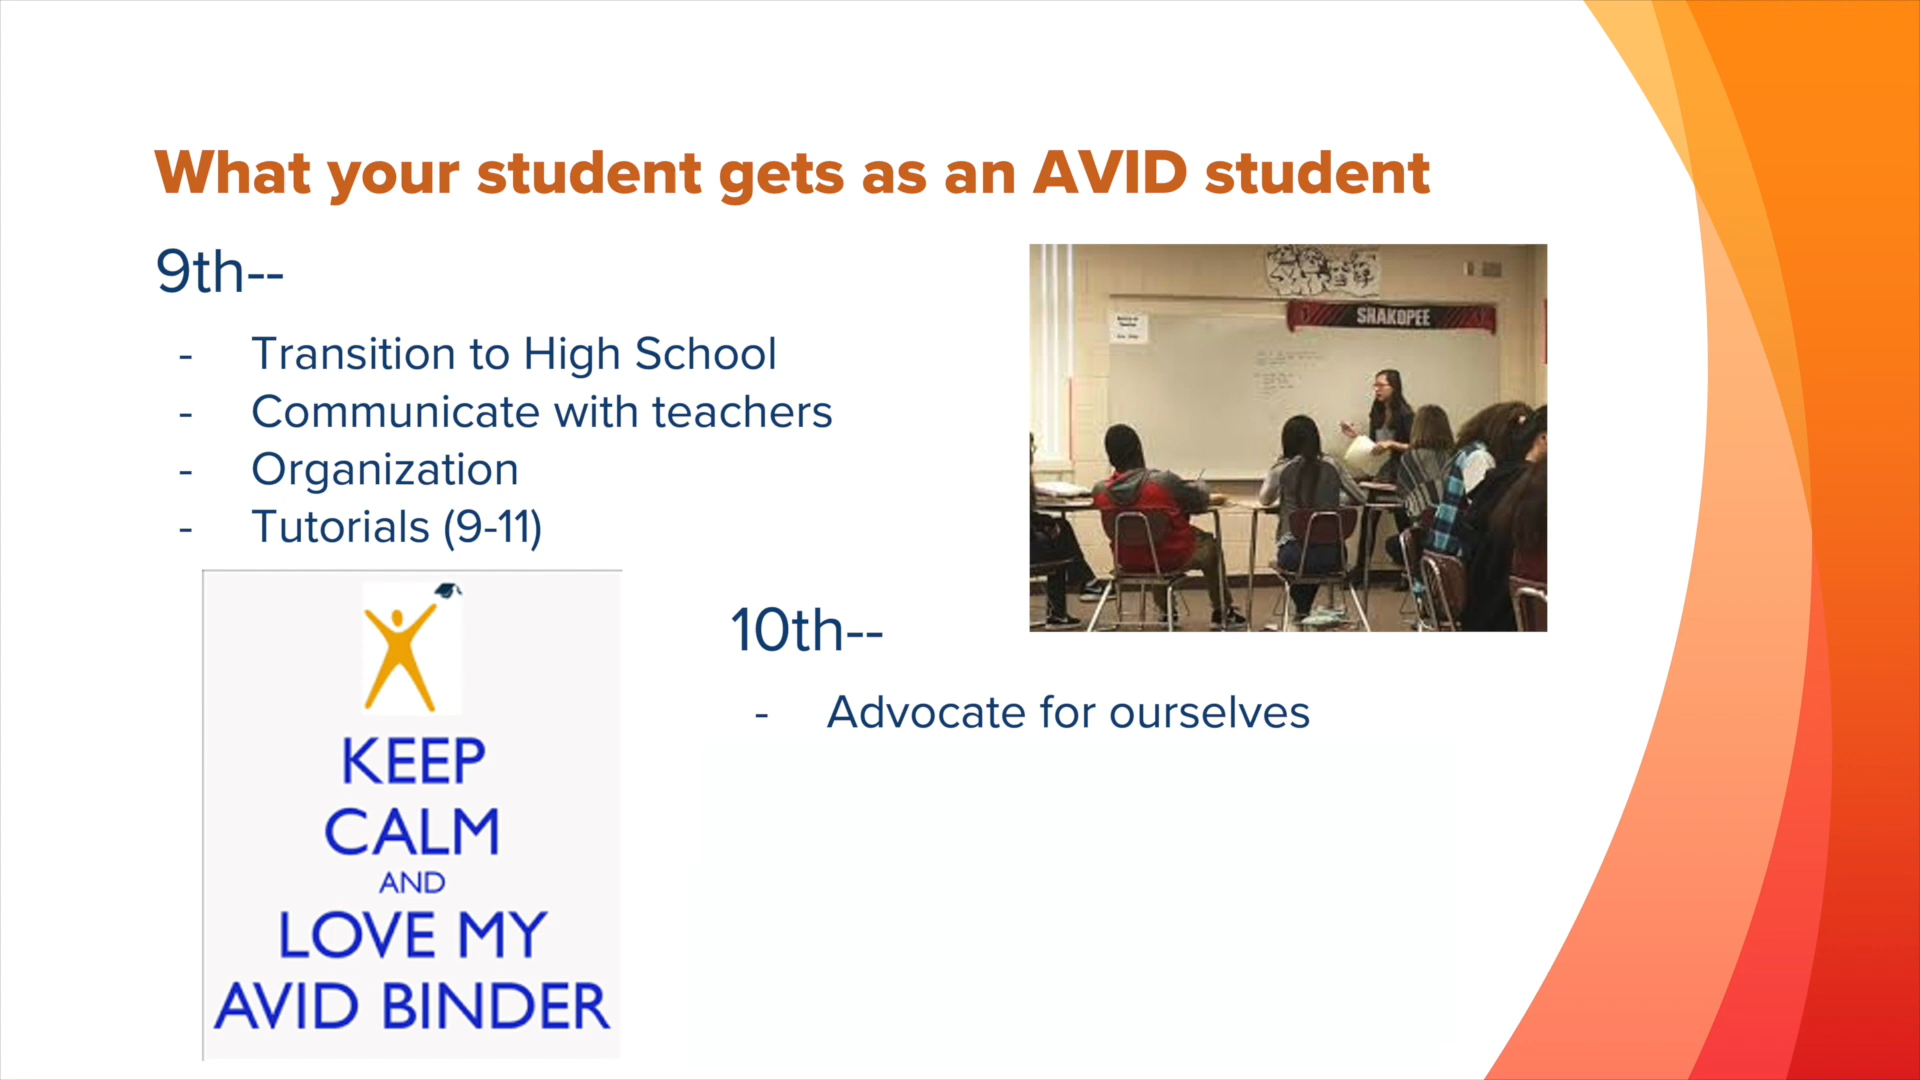 What your student gets as an AVID student
9th--
- Transition to High School
- Communicate with teachers
- Organization
- Tutorials (9-11)
SHAKOPEE
10th--
- Advocate for ourselves
KEEP
CALM
AND
LOVE MY
AVID BINDER